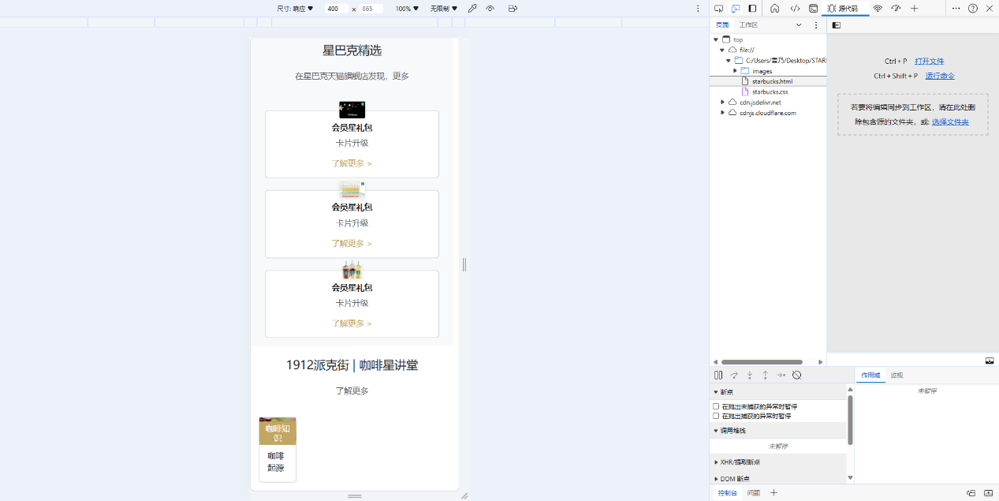 尺寸: 响应 ▼ 400 × 865 100% ▼ 无限制 ▼
源代码
页面 工作区
top
file://
C:/Users/雷乃/Desktop/STAR
images
starbucks.html
starbucks.css
cdn.jsdelivr.net
cdnjs.cloudflare.com
Ctrl + P 打开文件
Ctrl + Shift + P 运行命令
若要将编辑同步到工作区，请在此处删
除包含源的文件夹，或: 选择文件夹
星巴克精选
在星巴克天猫旗舰店发现，更多
会员星礼包
卡片升级
了解更多 >
会员星礼包
卡片升级
了解更多 >
会员星礼包
卡片升级
了解更多 >
1912派克街 | 咖啡星讲堂
了解更多
咖啡知
识
咖啡
起源
断点
在抛出未捕获的异常时暂停
在抛出捕获的异常时暂停
调用堆栈
未暂停
XHR/提取断点
DOM 断点
作用域 监视
未暂停
控制台 问题